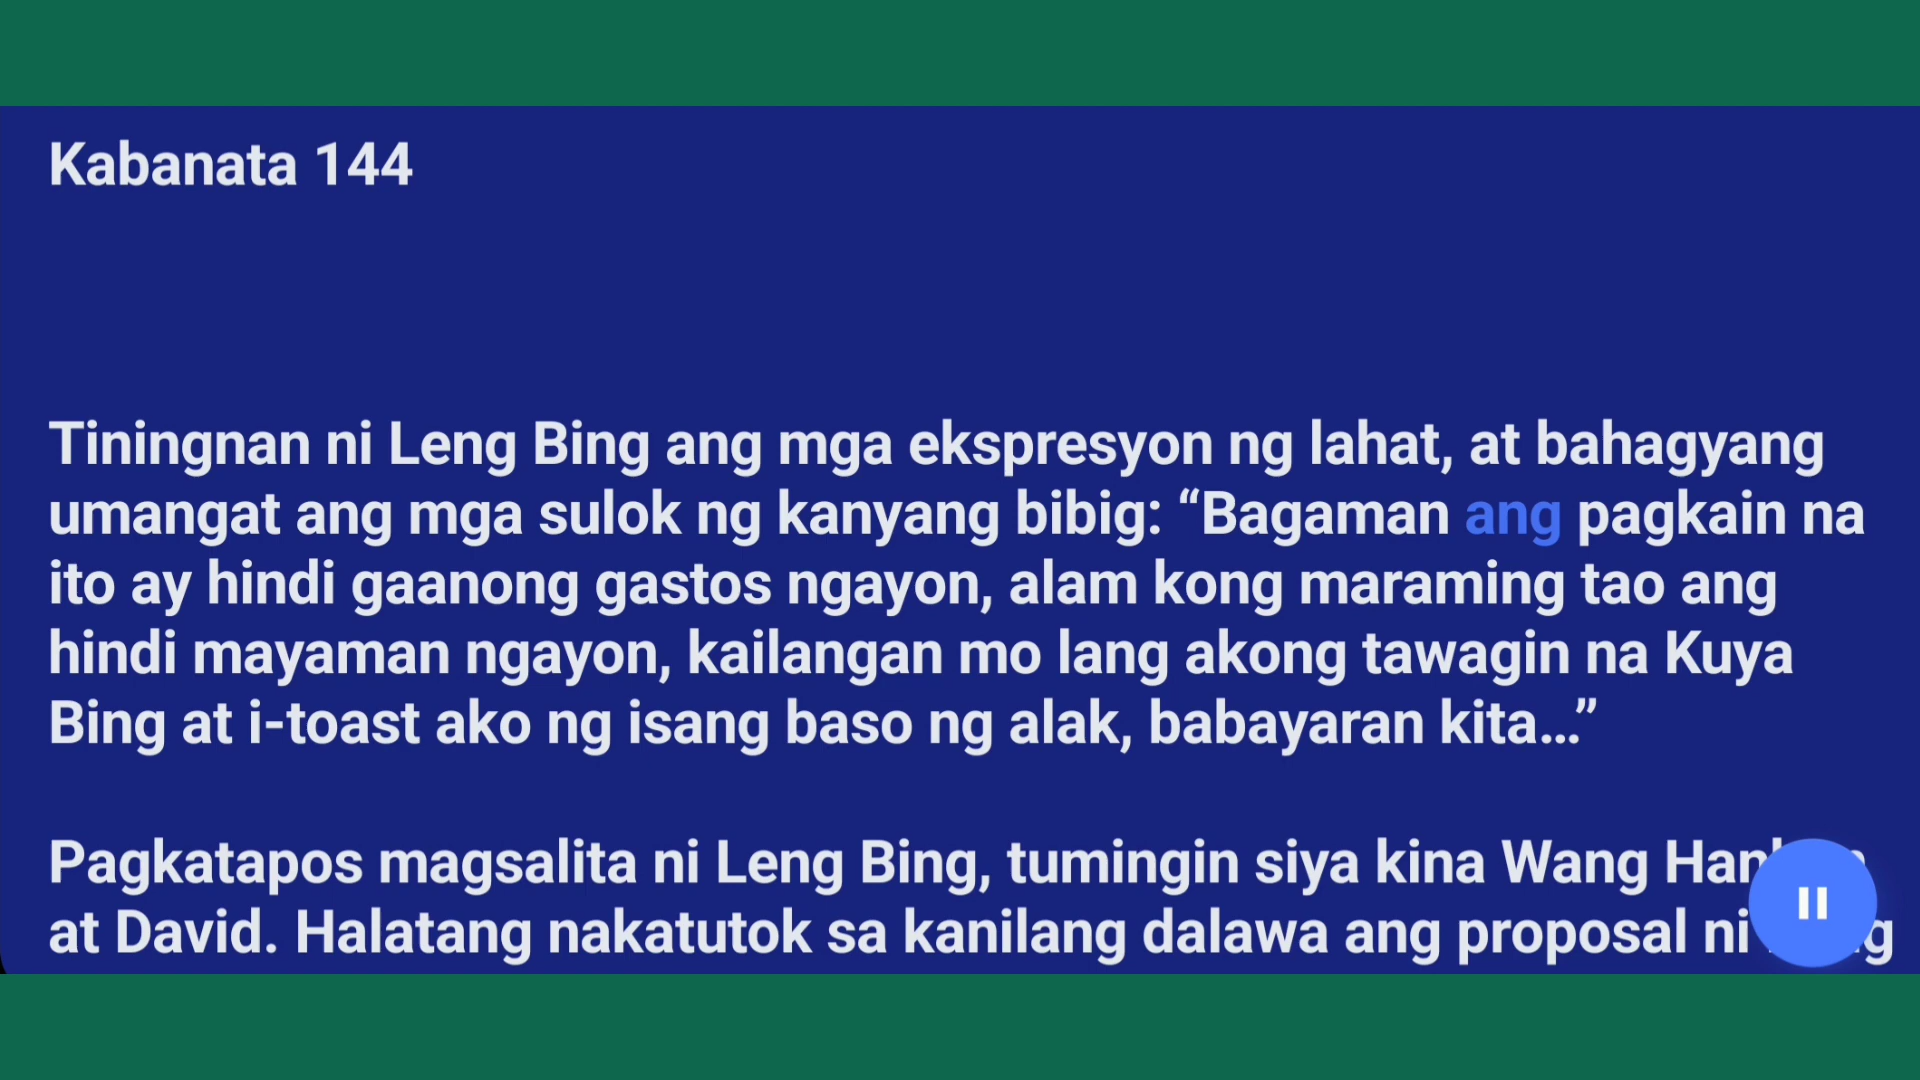 Kabanata 144
Tiningnan ni Leng Bing ang mga ekspresyon ng lahat, at bahagyang
umangat ang mga sulok ng kanyang bibig: “Bagaman ang pagkain na
ito ay hindi gaanong gastos ngayon, alam kong maraming tao ang
hindi mayaman ngayon, kailangan mo lang akong tawagin na Kuya
Bing at i-toast ako ng isang baso ng alak, babayaran kita...”
Pagkatapos magsalita ni Leng Bing, tumingin siya kina Wang
at David. Halatang nakatutok sa kanilang dalawa ang proposal ni